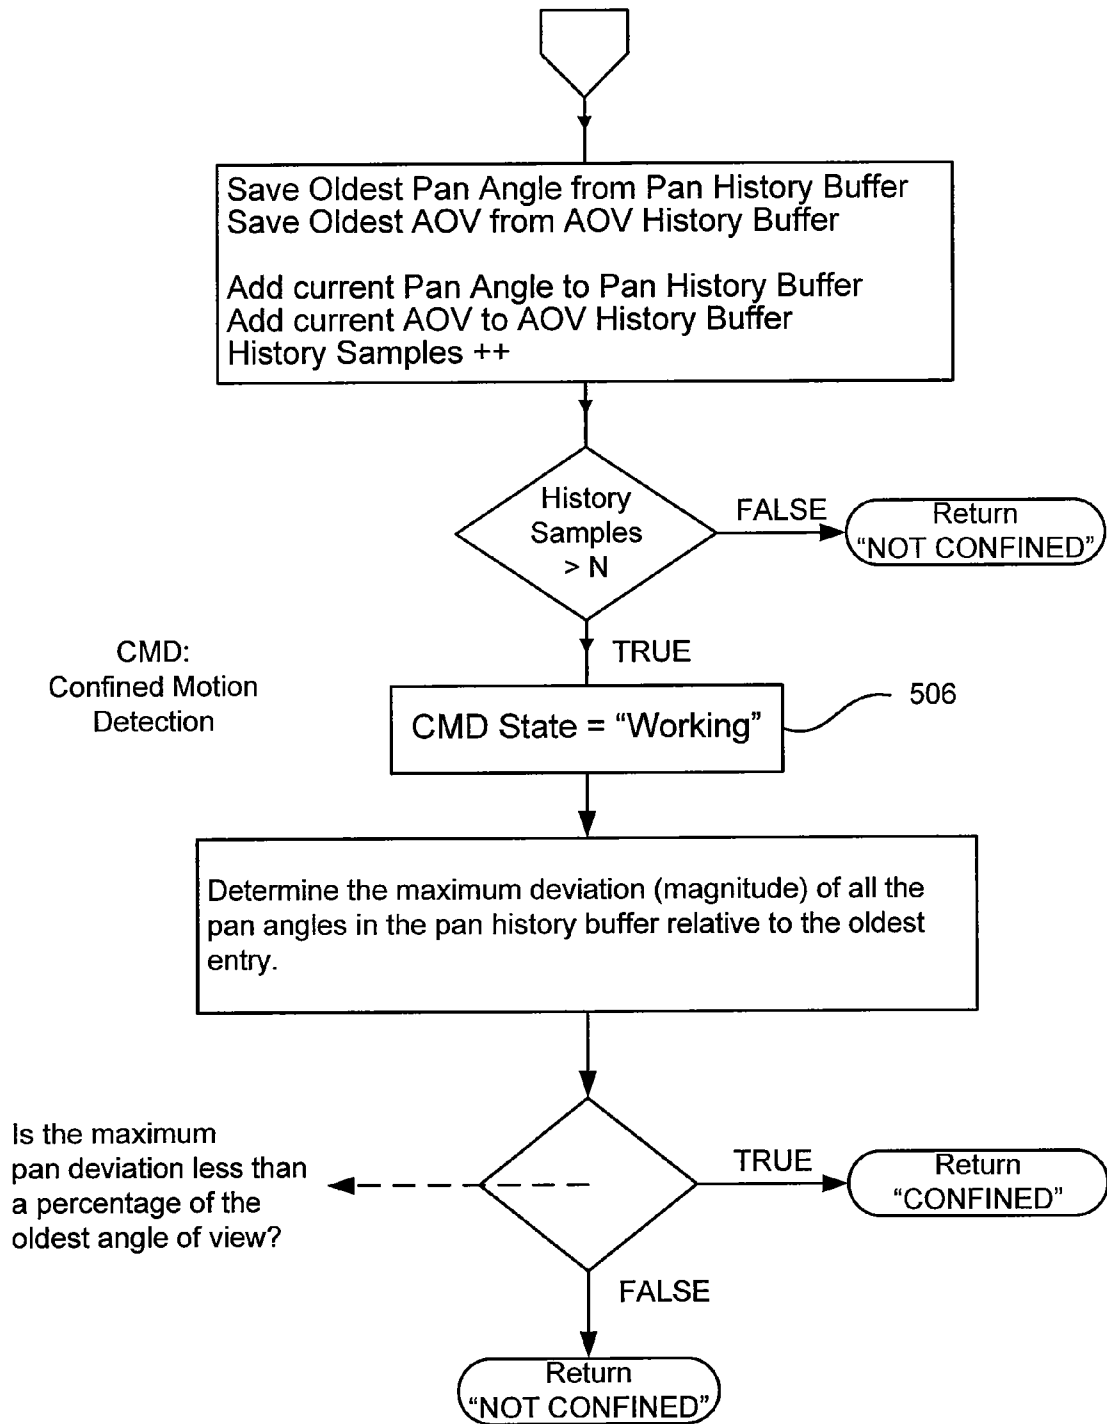 Save Oldest Pan Angle from Pan History Buffer
Save Oldest AOV from AOV History Buffer
Add current Pan Angle to Pan History Buffer
Add current AOV to AOV History Buffer
History Samples ++
History
Samples
> N
FALSE
Return
“NOT CONFINED”
TRUE
CMD:
Confined Motion
Detection
CMD State = “Working”
506
Determine the maximum deviation (magnitude) of all the
pan angles in the pan history buffer relative to the oldest
entry.
Is the maximum
pan deviation less than
a percentage of the
oldest angle of view?
TRUE
Return
“CONFINED”
FALSE
Return
“NOT CONFINED”